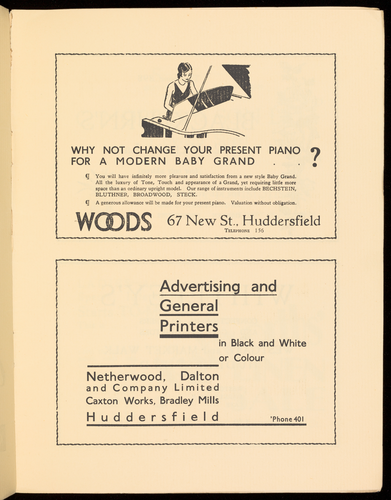 WHY NOT CHANGE YOUR PRESENT PIANO
FOR A MODERN BABY GRAND . . ?
¶ You will have infinitely more pleasure and satisfaction from a new style Baby Grand.
All the luxury of Tone, Touch and appearance of a Grand, yet requiring little more
space than an ordinary upright model. Our range of instruments include BECHSTEIN,
BLUTHNER, BROADWOOD, STECK.
¶ A generous allowance will be made for your present piano. Valuation without obligation.
WOODS 67 New St., Huddersfield
TELEPHONE 156
Advertising and
General
Printers
in Black and White
or Colour
Netherwood, Dalton
and Company Limited
Caxton Works, Bradley Mills
Huddersfield 'Phone 401